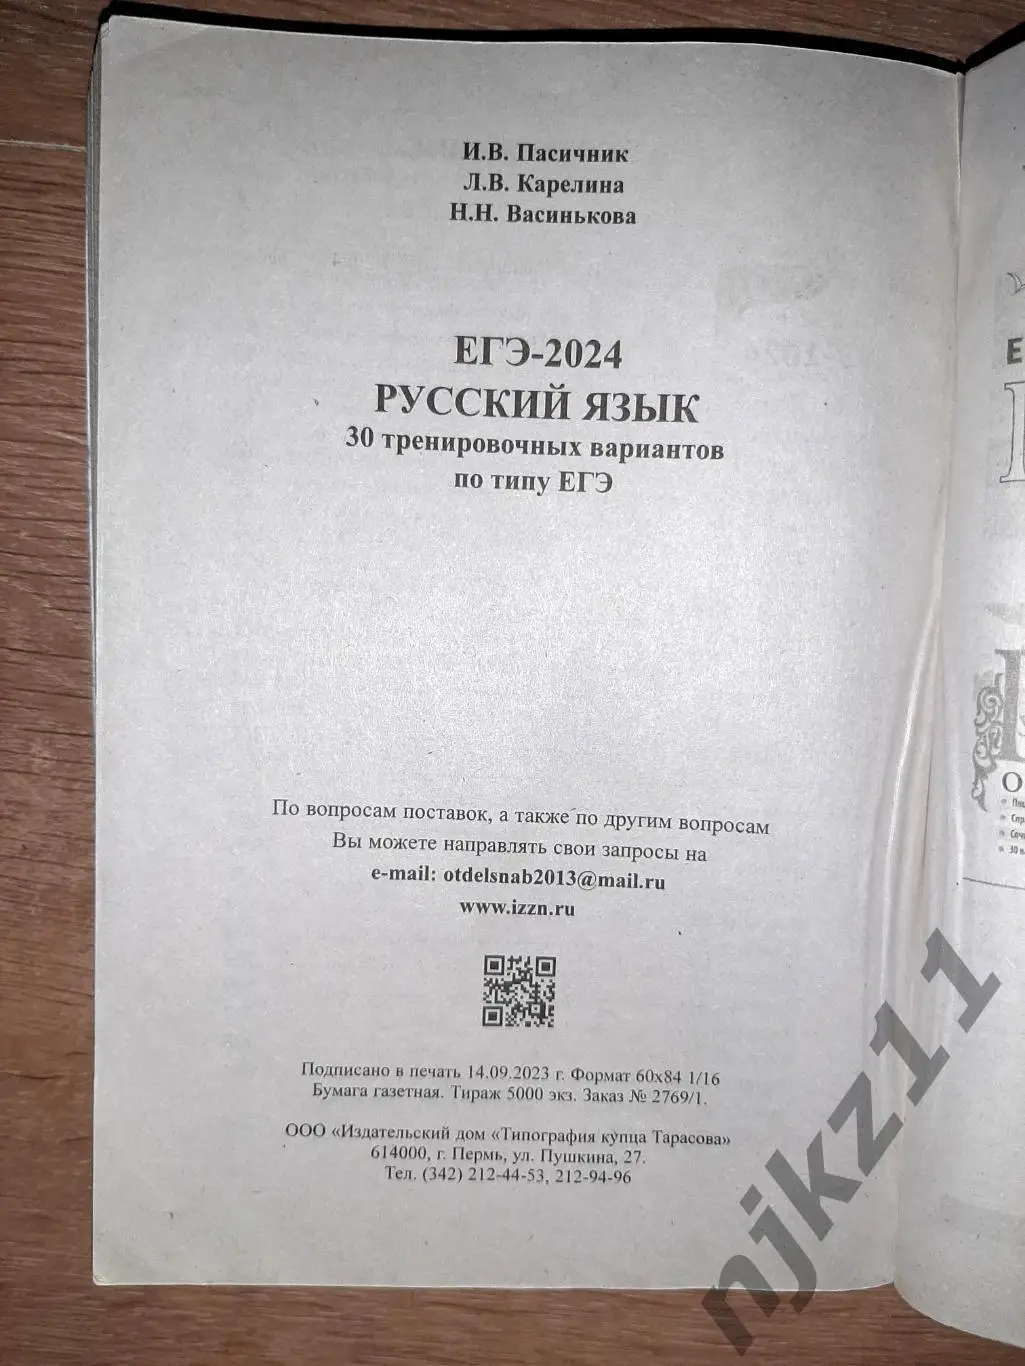 И.В. Пасичник
Л.В. Карелина
Н.Н. Васинькова
ЕГЭ-2024
РУССКИЙ ЯЗЫК
30 тренировочных вариантов
по типу ЕГЭ
По вопросам поставок, а также по другим вопросам
Вы можете направлять свои запросы на
e-mail: otdelsnab2013@mail.ru
www.izzn.ru
Подписано в печать 14.09.2023 г. Формат 60х84 1/16
Бумага газетная. Тираж 5000 экз. Заказ № 2769/1.
ООО «Издательский дом «Типография купца Тарасова»
614000, г. Пермь, ул. Пушкина, 27.
Тел. (342) 212-44-53, 212-94-96
njkz11